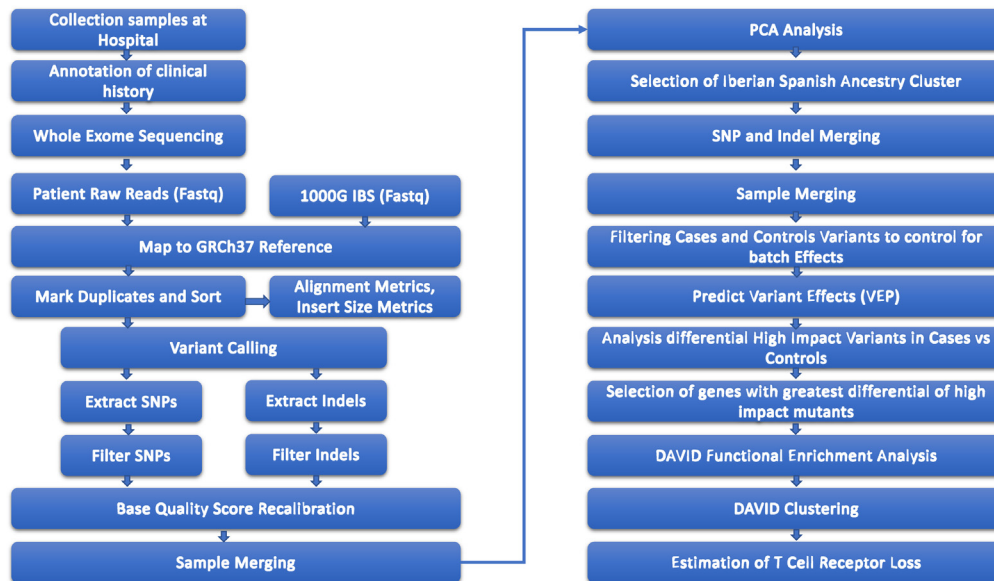 Collection samples at
Hospital
Annotation of clinical
history
Whole Exome Sequencing
Patient Raw Reads (Fastq)
1000G IBS (Fastq)
Map to GRCh37 Reference
Mark Duplicates and Sort
Alignment Metrics,
Insert Size Metrics
Variant Calling
Extract SNPs
Extract Indels
Filter SNPs
Filter Indels
Base Quality Score Recalibration
Sample Merging
PCA Analysis
Selection of Iberian Spanish Ancestry Cluster
SNP and Indel Merging
Sample Merging
Filtering Cases and Controls Variants to control for
batch Effects
Predict Variant Effects (VEP)
Analysis differential High Impact Variants in Cases vs
Controls
Selection of genes with greatest differential of high
impact mutants
DAVID Functional Enrichment Analysis
DAVID Clustering
Estimation of T Cell Receptor Loss